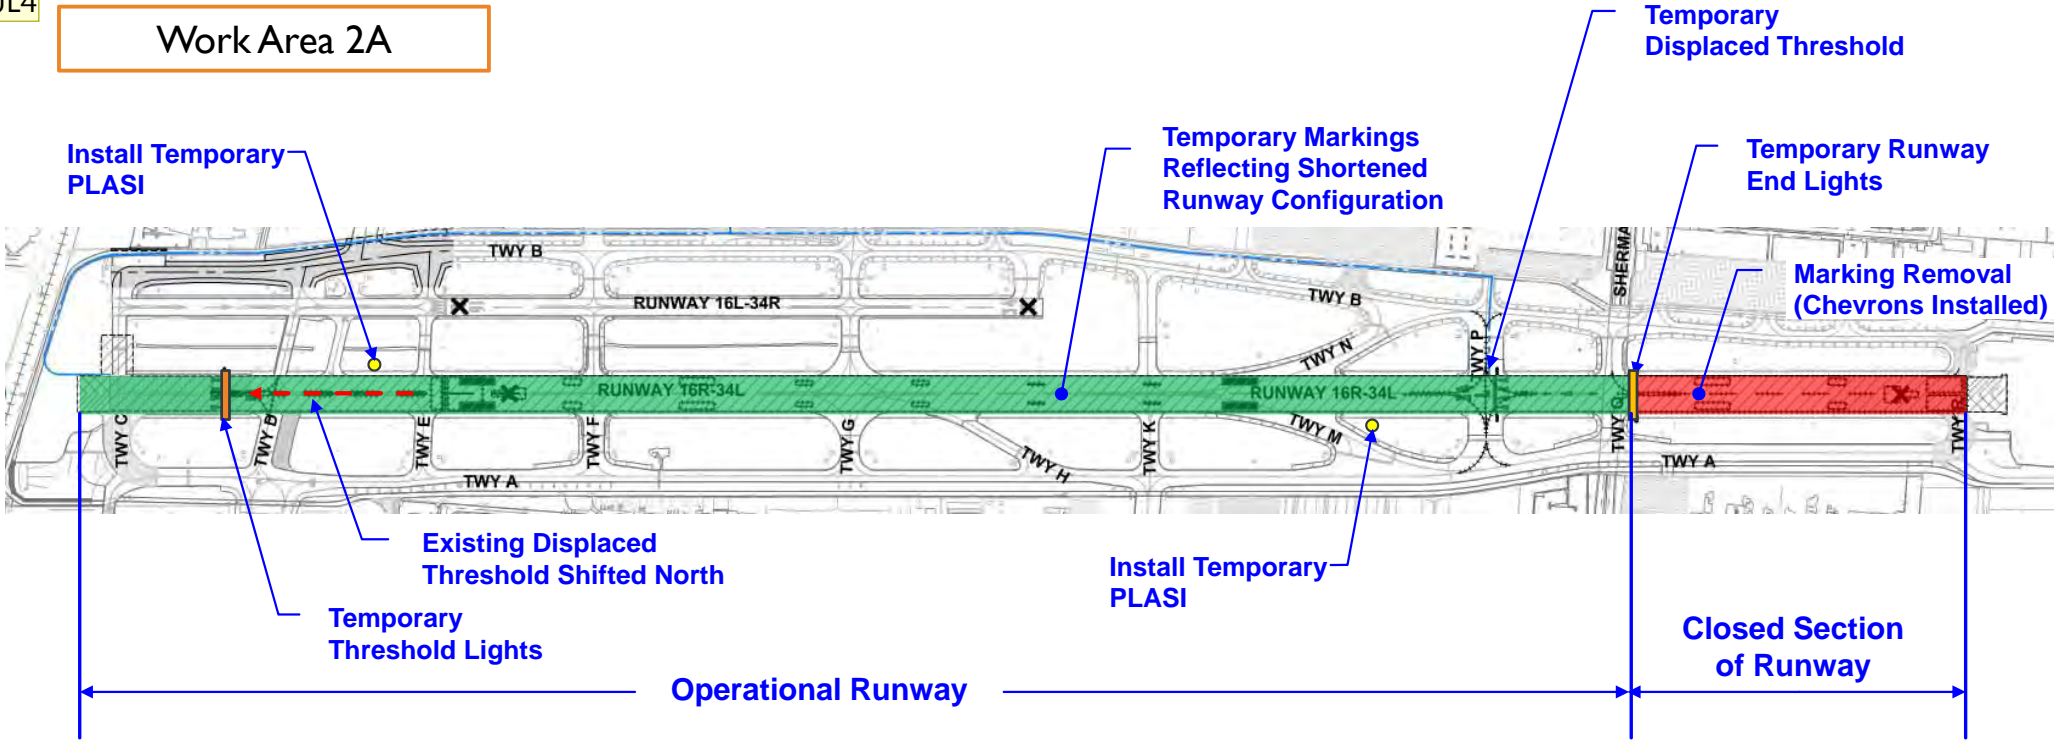 Work Area 2A
Temporary
Displaced Threshold
Install Temporary
PLASI
Temporary Markings
Reflecting Shortened
Runway Configuration
Temporary Runway
End Lights
Marking Removal
(Chevrons Installed)
TWY B
RUNWAY 16L-34R
TWY B
TWY N
TWY P
RUNWAY 16R-34L
RUNWAY 16R-34L
TWY C
TWY E
TWY F
TWY G
TWY H
TWY K
TWY M
TWY Q
TWY A
TWY A
Existing Displaced
Threshold Shifted North
Temporary
Threshold Lights
Install Temporary
PLASI
Closed Section
of Runway
Operational Runway